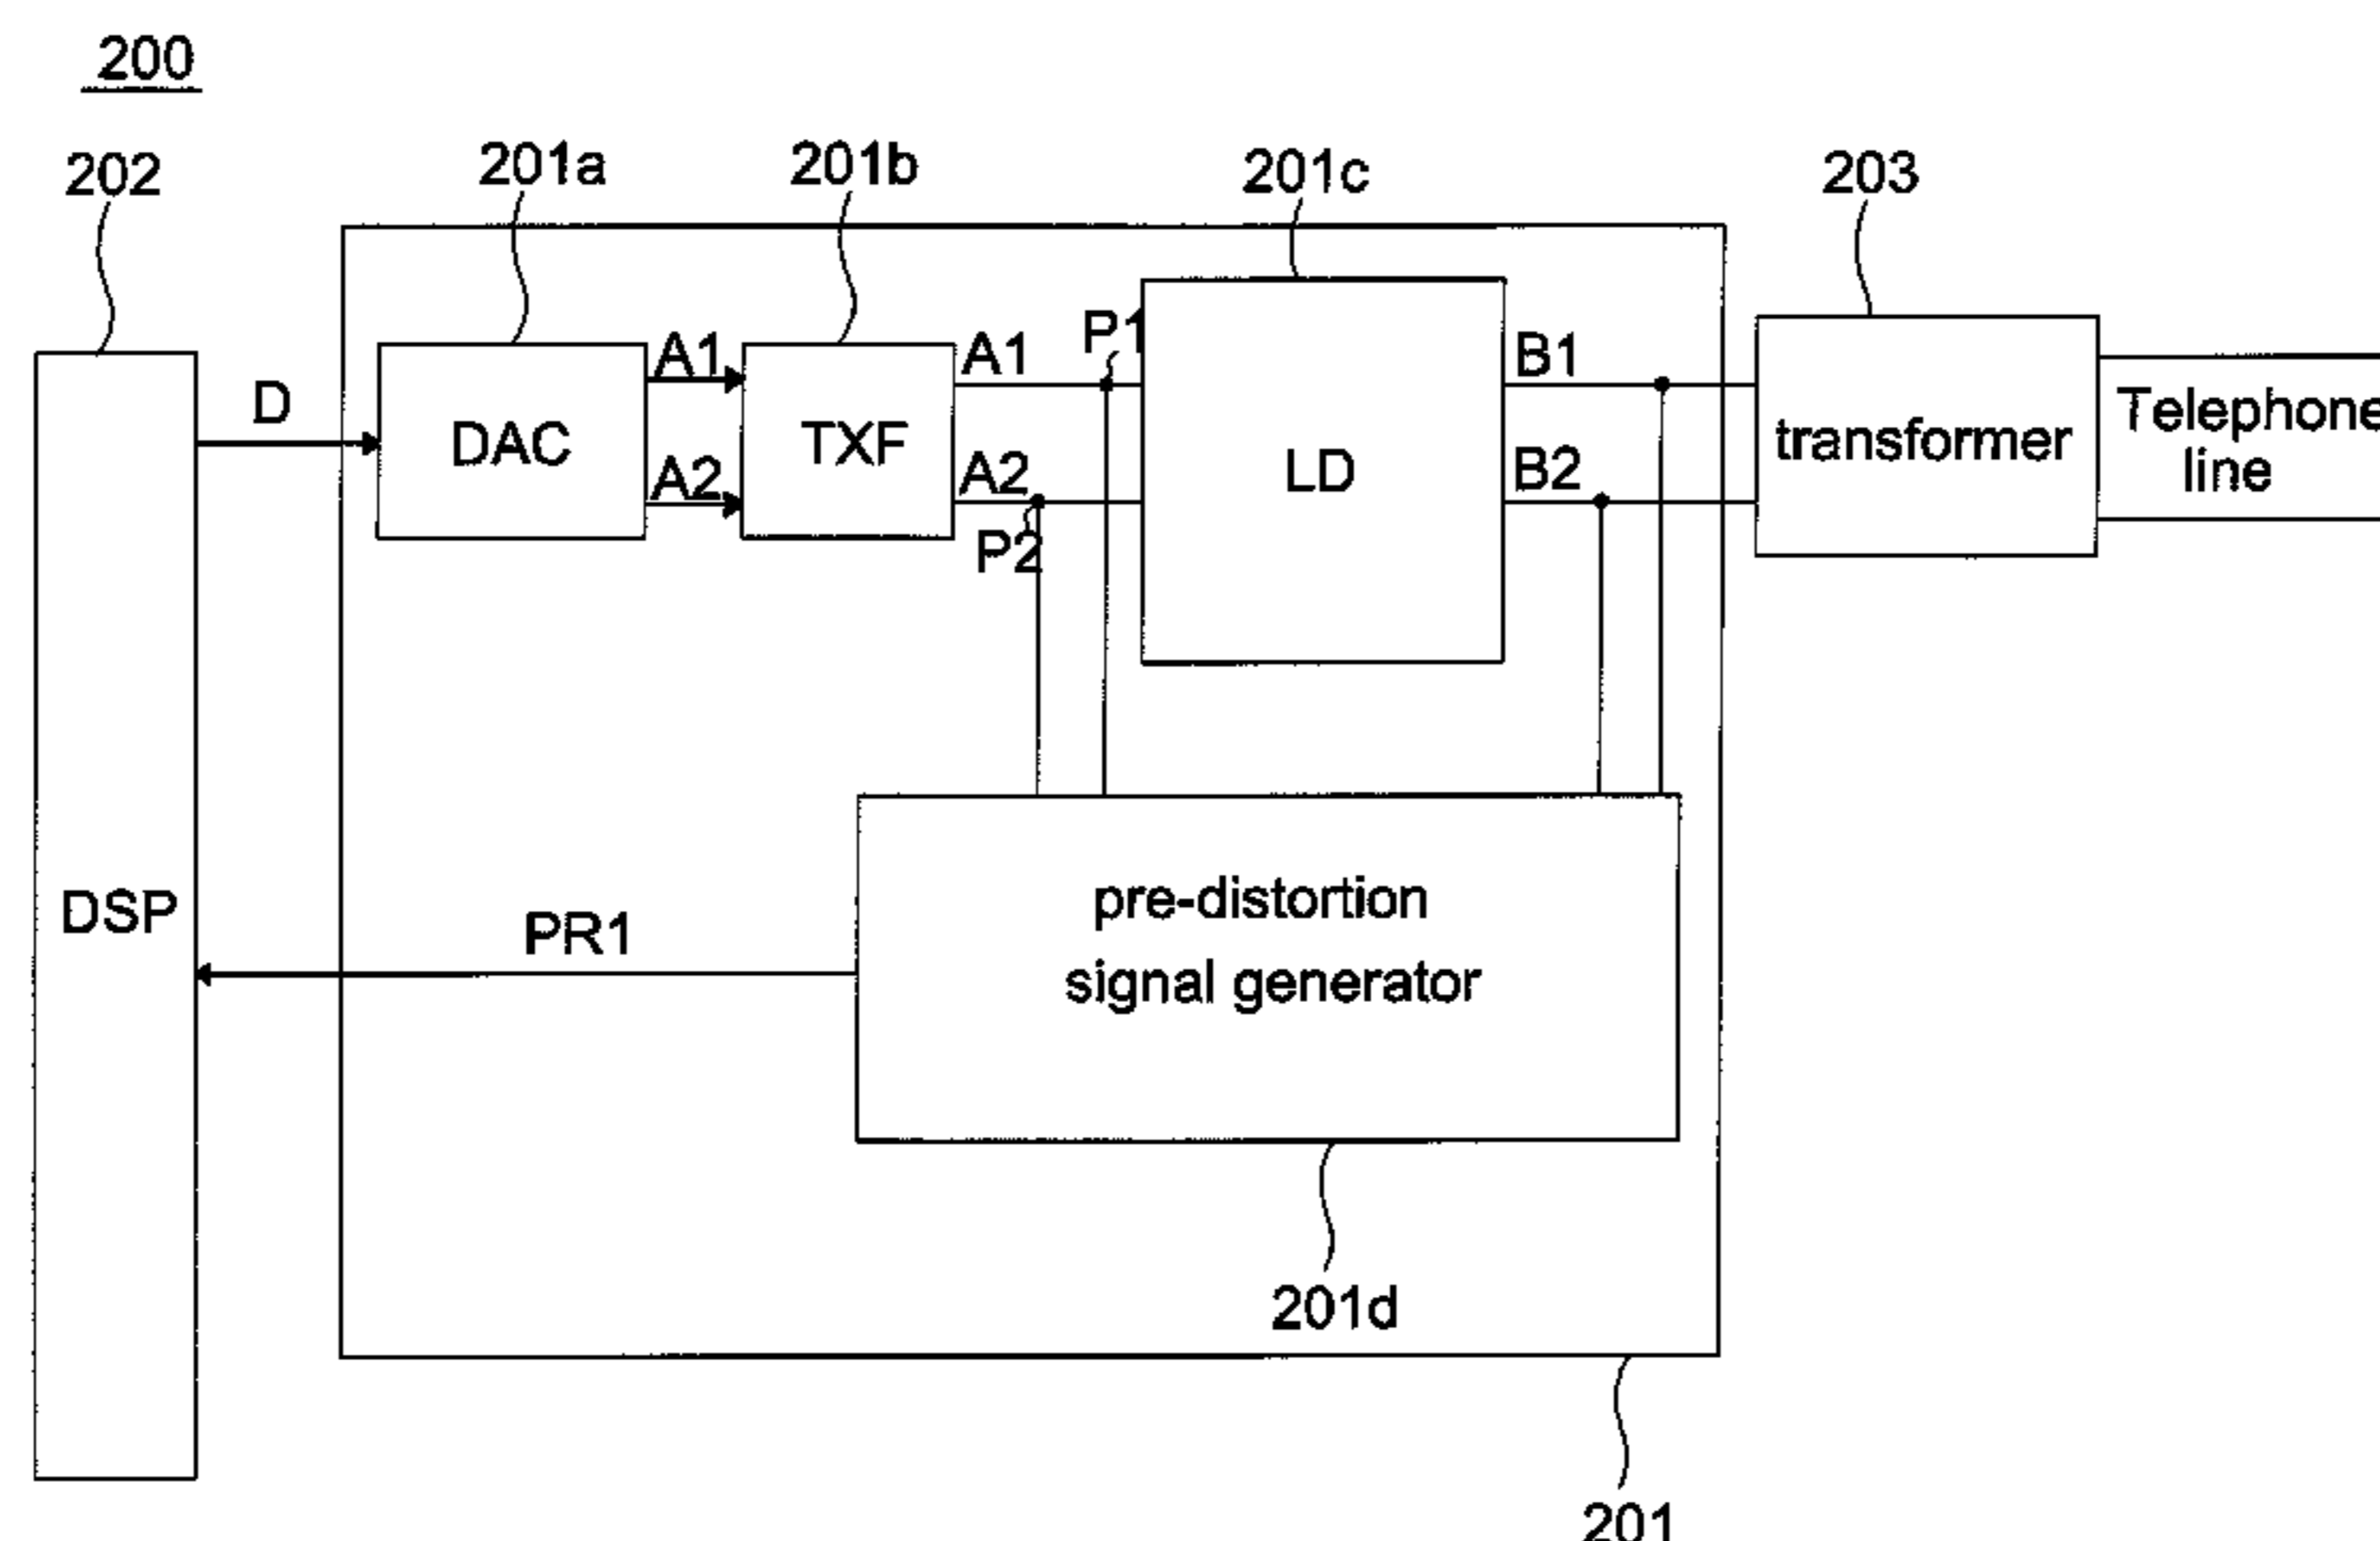 200
202
201a
201b
201c
203
D
DAC
A1
A2
TXF
A1
A2
P1
P2
LD
B1
B2
transformer
Telephone
line
DSP
PR1
pre-distortion
signal generator
201d
201